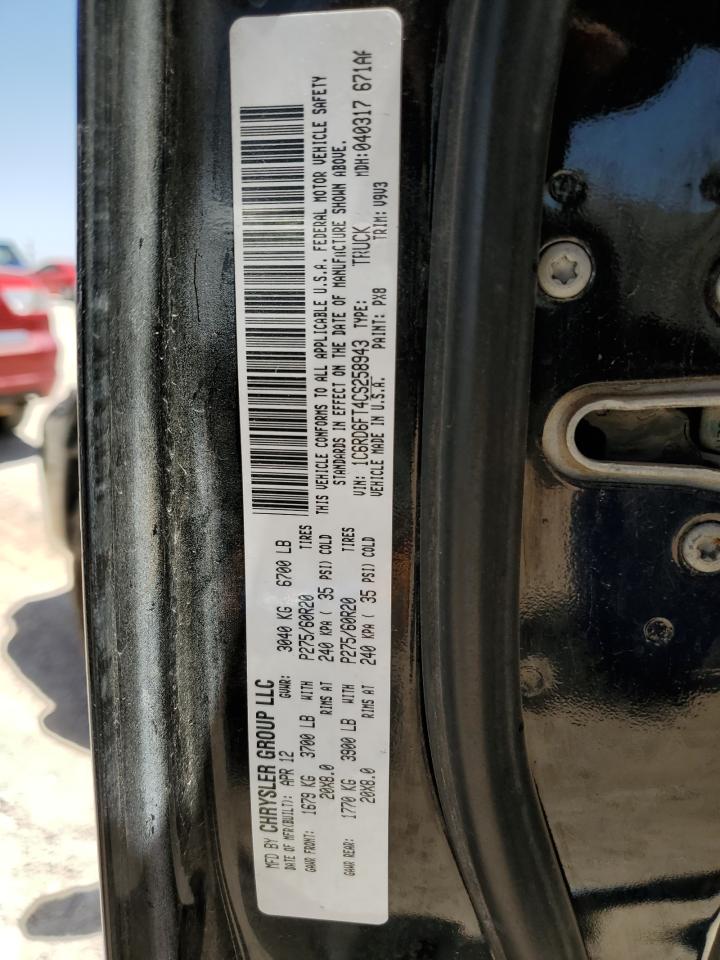 MFD BY CHRYSLER GROUP LLC
DATE OF MFR(BUILT): APR 12 GVWR: 3040 KG 6700 LB
GAWR FRONT: 1679 KG 3700 LB WITH P275/60R20 TIRES
20X8.0 RIMS AT 240 KPA ( 35 PSI) COLD
GAWR REAR: 1770 KG 3900 LB WITH P275/60R20 TIRES
20X8.0 RIMS AT 240 KPA ( 35 PSI) COLD
THIS VEHICLE CONFORMS TO ALL APPLICABLE U.S.A. FEDERAL MOTOR VEHICLE SAFETY
STANDARDS IN EFFECT ON THE DATE OF MANUFACTURE SHOWN ABOVE.
VIN: 1C6RD6FT4CS258943 TYPE: TRUCK MDH:040317 671Af
VEHICLE MADE IN U.S.A. PAINT: PX8 TRIM: V9V3